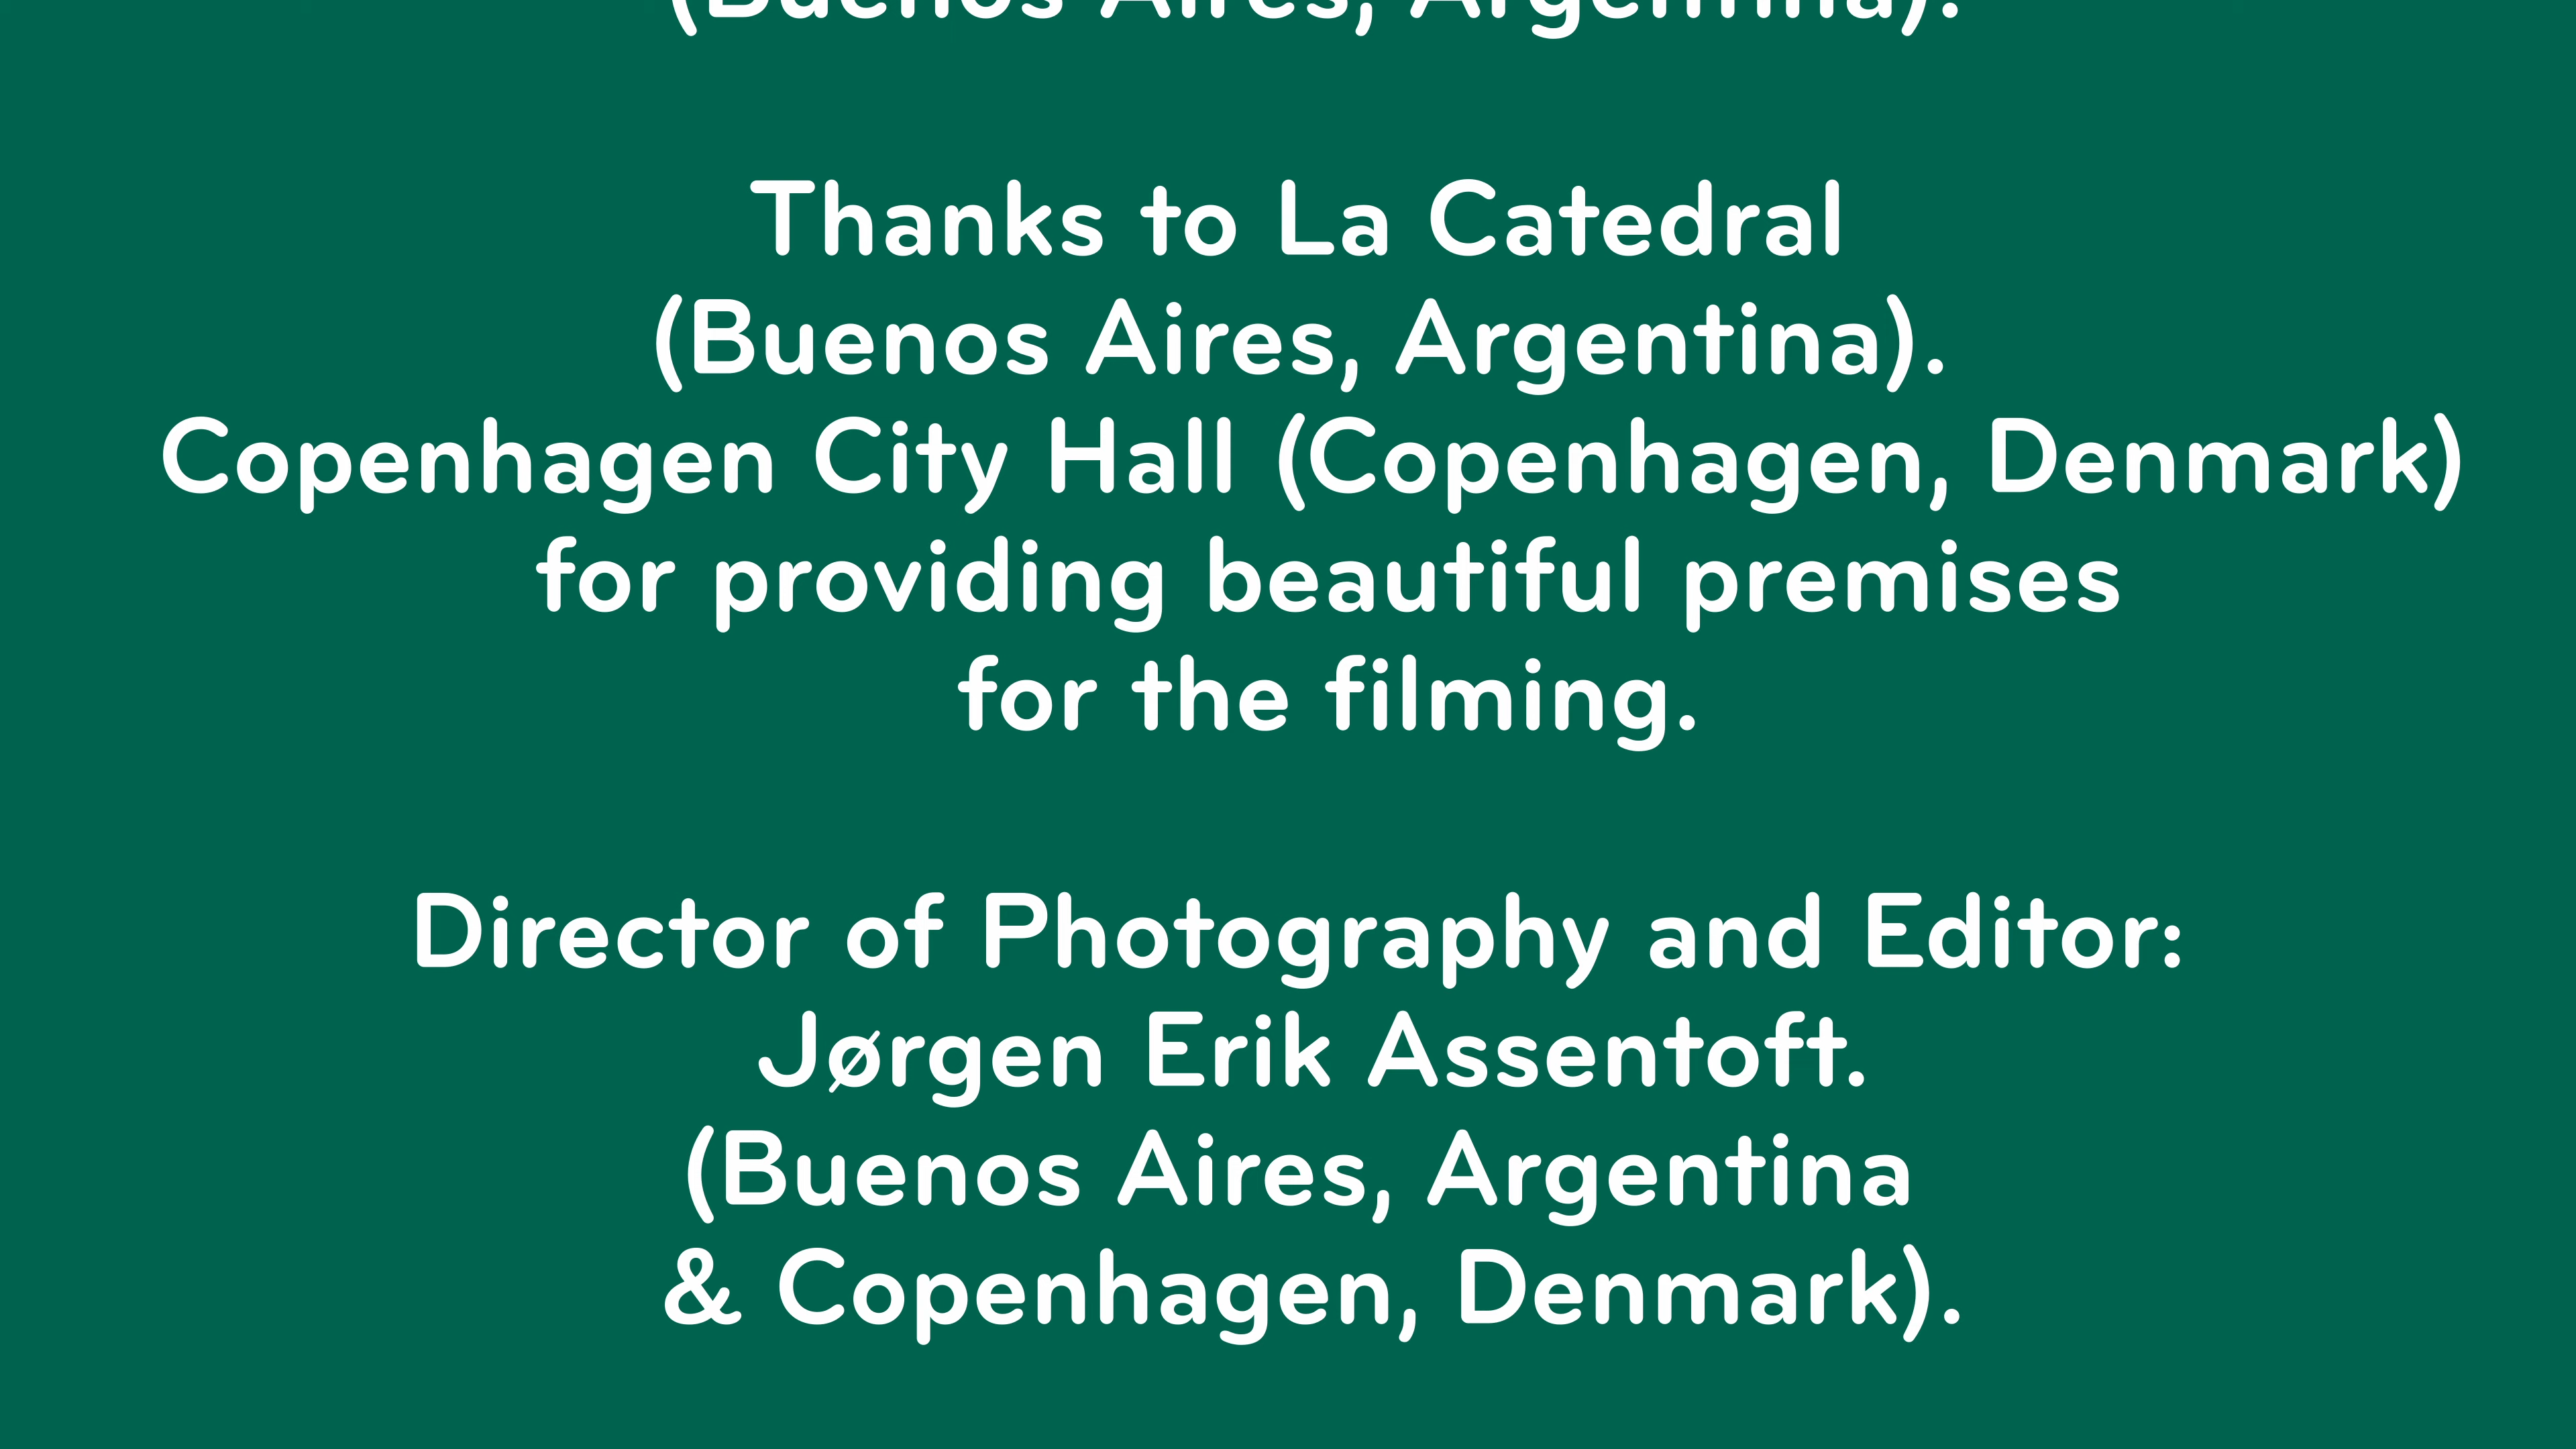 (Buenos Aires, Argentina).
Thanks to La Catedral
(Buenos Aires, Argentina).
Copenhagen City Hall (Copenhagen, Denmark)
for providing beautiful premises
for the filming.
Director of Photography and Editor:
Jørgen Erik Assentoft.
(Buenos Aires, Argentina
& Copenhagen, Denmark).